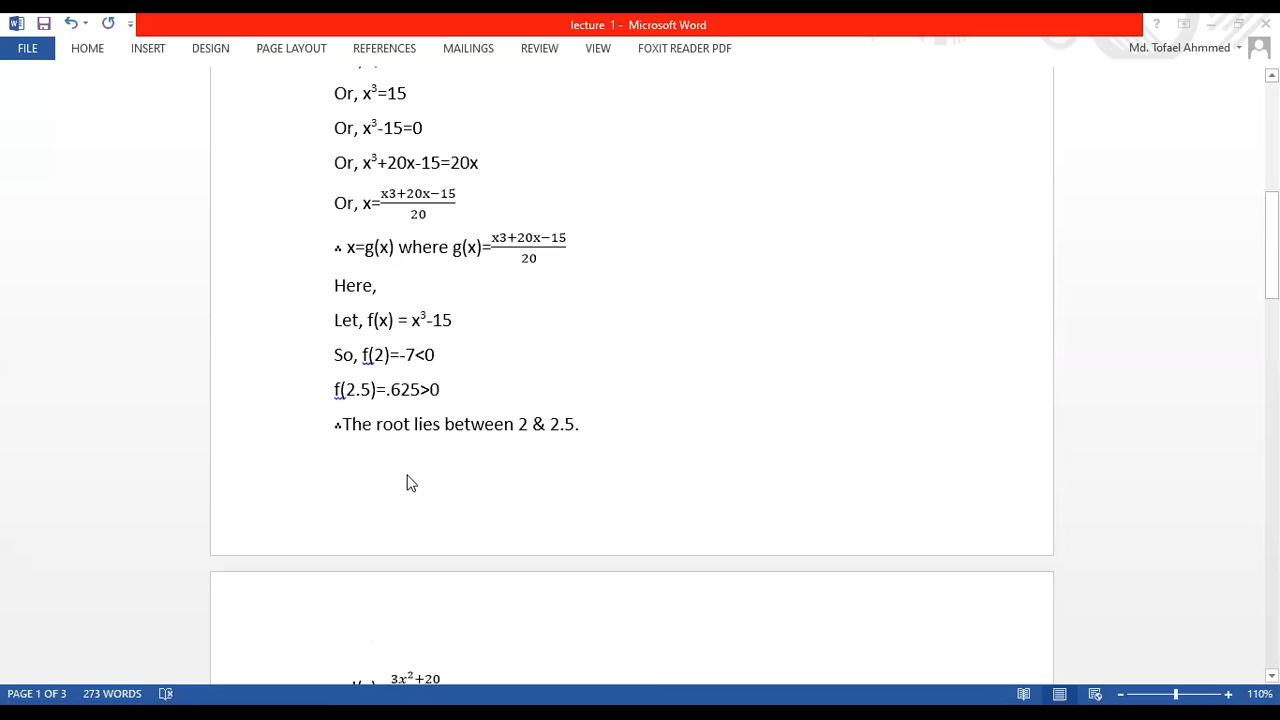 lecture 1 - Microsoft Word
FILE HOME INSERT DESIGN PAGE LAYOUT REFERENCES MAILINGS REVIEW VIEW FOXIT READER PDF Md. Tofael Ahmmed
Or, x³=15
Or, x³-15=0
Or, x³+20x-15=20x
Or, x=(x3+20x−15)/20
∴ x=g(x) where g(x)=(x3+20x−15)/20
Here,
Let, f(x) = x³-15
So, f(2)=-7<0
f(2.5)=.625>0
∴The root lies between 2 & 2.5.
3x²+20
PAGE 1 OF 3 273 WORDS 110%